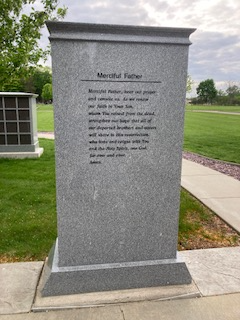 Merciful Father
Merciful Father, hear our prayer
and console us. As we renew
our faith in Your Son,
whom You raised from the dead,
strengthen our hope that all of
our departed brothers and sisters
will share in His resurrection,
who lives and reigns with You
and the Holy Spirit, one God,
for ever and ever.
Amen.